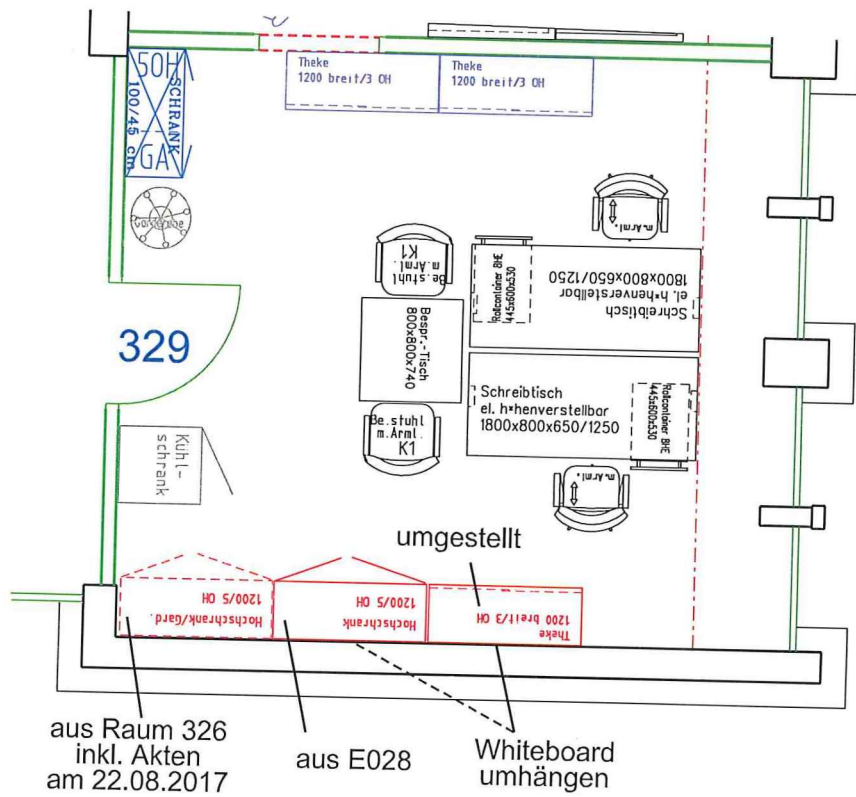 Theke
1200 breit/3 OH
Theke
1200 breit/3 OH
5OH
SCHRANK
100/45 cm
GA
Garderobe
m.Arml.
Be.stuhl
m.Arml.
K1
Rollcontainer BHE
445x600x530
Schreibtisch
el. h*henverstellbar
1800x800x650/1250
329
Bespr.-Tisch
800x800x740
Schreibtisch
el. h*henverstellbar
1800x800x650/1250
Rollcontainer BHE
445x600x530
Be.stuhl
m.Arml.
K1
m.Arml.
Kühl-
schrank
umgestellt
Hochschrank/Gard.
1200/5 OH
Hochschrank
1200/5 OH
Theke
1200 breit/3 OH
aus Raum 326
inkl. Akten
am 22.08.2017
aus E028
Whiteboard
umhängen